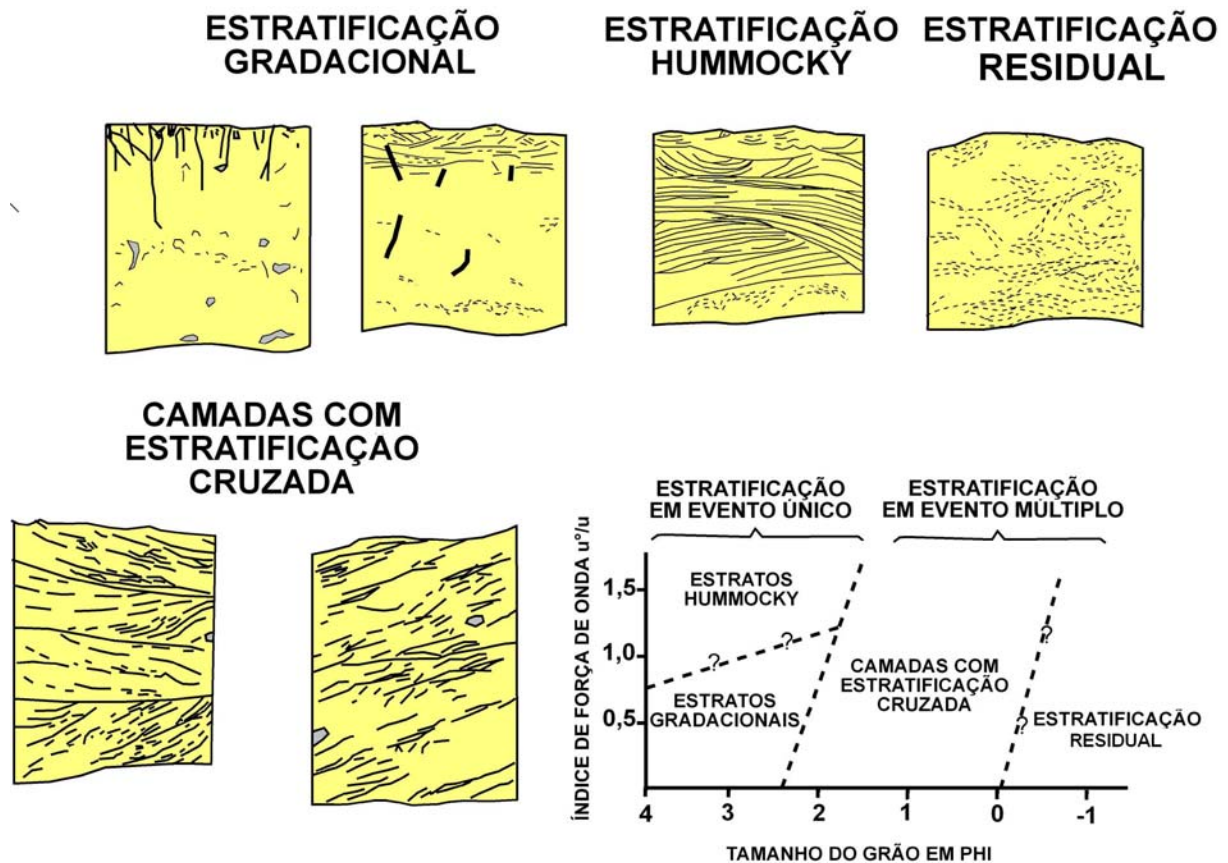 ESTRATIFICAÇÃO
GRADACIONAL
ESTRATIFICAÇÃO
HUMMOCKY
ESTRATIFICAÇÃO
RESIDUAL
CAMADAS COM
ESTRATIFICAÇAO
CRUZADA
ESTRATIFICAÇÃO
EM EVENTO ÚNICO
ESTRATIFICAÇÃO
EM EVENTO MÚLTIPLO
ÍNDICE DE FORÇA DE ONDA uº/u
1,5
1,0
0,5
ESTRATOS
HUMMOCKY
?
?
ESTRATOS
GRADACIONAIS
CAMADAS COM
ESTRATIFICAÇÃO
CRUZADA
?
?
ESTRATIFICAÇÃO
RESIDUAL
4 3 2 1 0 -1
TAMANHO DO GRÃO EM PHI